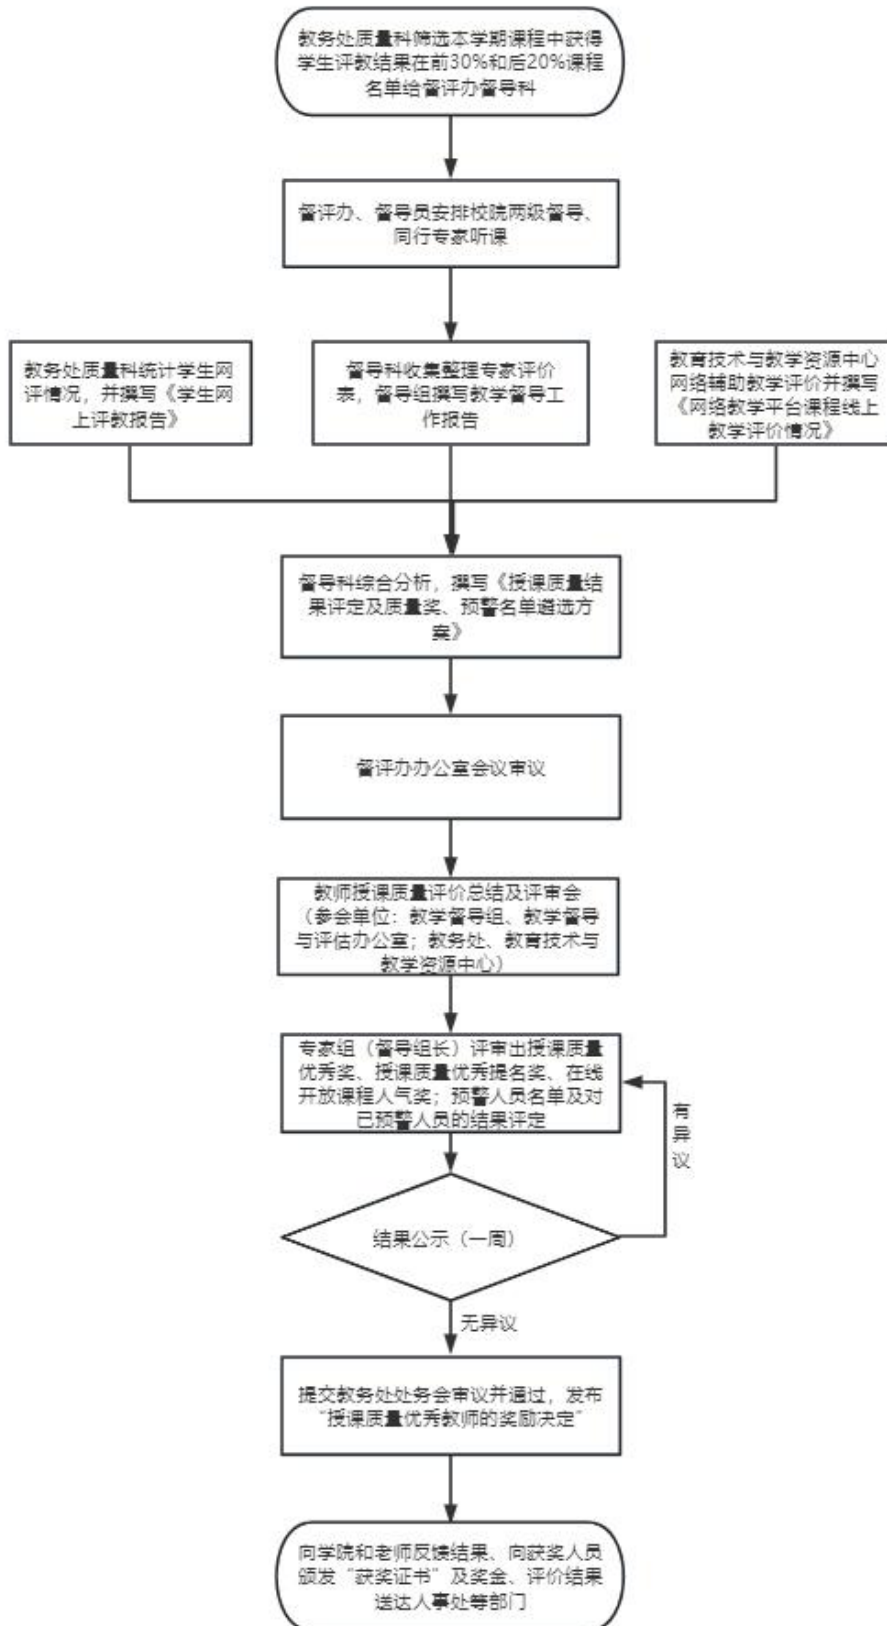 教务处质量科筛选本学期课程中获得
学生评教结果在前30%和后20%课程
名单给督评办督导科
督评办、督导员安排校院两级督导、
同行专家听课
教务处质量科统计学生网
评情况，并撰写《学生网
上评教报告》
督导科收集整理专家评价
表，督导组撰写教学督导工
作报告
教育技术与教学资源中心
网络辅助教学评价并撰写
《网络教学平台课程线上
教学评价情况》
督导科综合分析，撰写《授课质量结
果评定及质量奖、预警名单遴选方
案》
督评办办公室会议审议
教师授课质量评价总结及评审会
（参会单位：教学督导组、教学督导
与评估办公室；教务处、教育技术与
教学资源中心）
专家组（督导组长）评审出授课质量
优秀奖、授课质量优秀提名奖、在线
开放课程人气奖；预警人员名单及对
已预警人员的结果评定
有
异
议
结果公示（一周）
无异议
提交教务处处务会审议并通过，发布
“授课质量优秀教师的奖励决定”
向学院和老师反馈结果、向获奖人员
颁发“获奖证书”及奖金、评价结果
送达人事处等部门